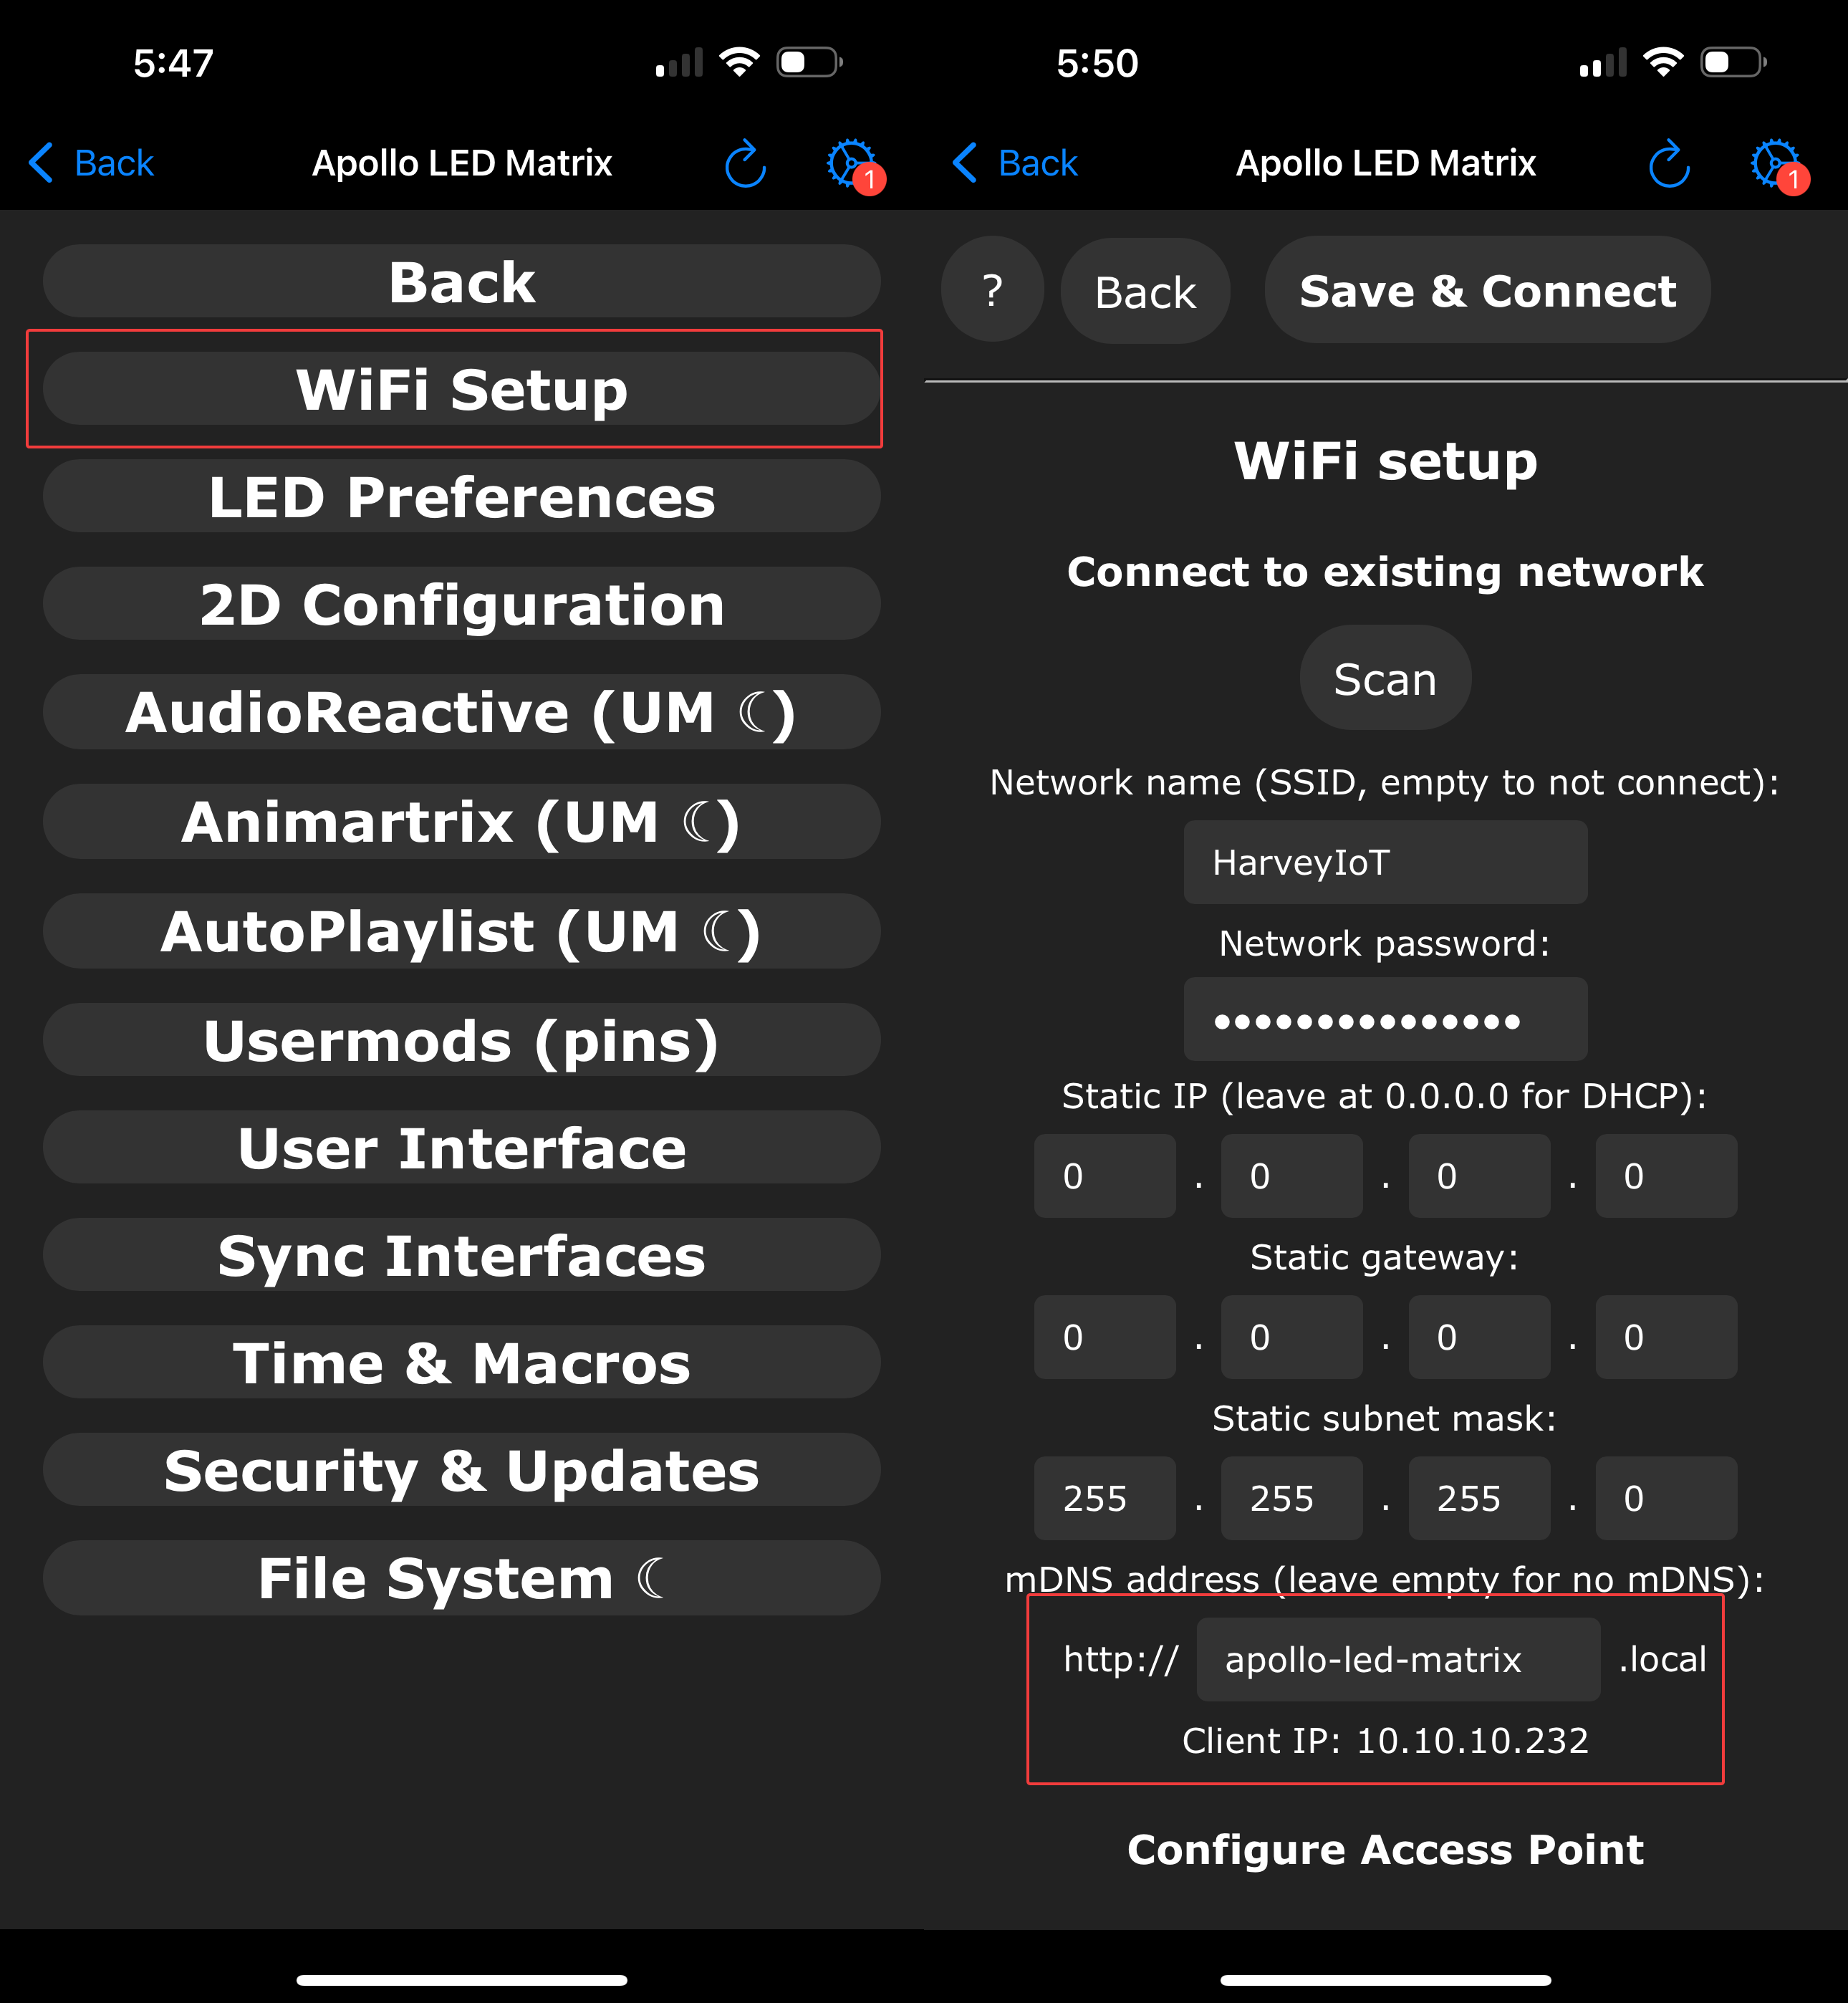 5:47
Back
Apollo LED Matrix
1
Back
WiFi Setup
LED Preferences
2D Configuration
AudioReactive (UM ☾)
Animartrix (UM ☾)
AutoPlaylist (UM ☾)
Usermods (pins)
User Interface
Sync Interfaces
Time & Macros
Security & Updates
File System ☾
5:50
Back
Apollo LED Matrix
1
?
Back
Save & Connect
WiFi setup
Connect to existing network
Scan
Network name (SSID, empty to not connect):
HarveyIoT
Network password:
•••••••••••••••
Static IP (leave at 0.0.0.0 for DHCP):
0 . 0 . 0 . 0
Static gateway:
0 . 0 . 0 . 0
Static subnet mask:
255 . 255 . 255 . 0
mDNS address (leave empty for no mDNS):
http:// apollo-led-matrix .local
Client IP: 10.10.10.232
Configure Access Point